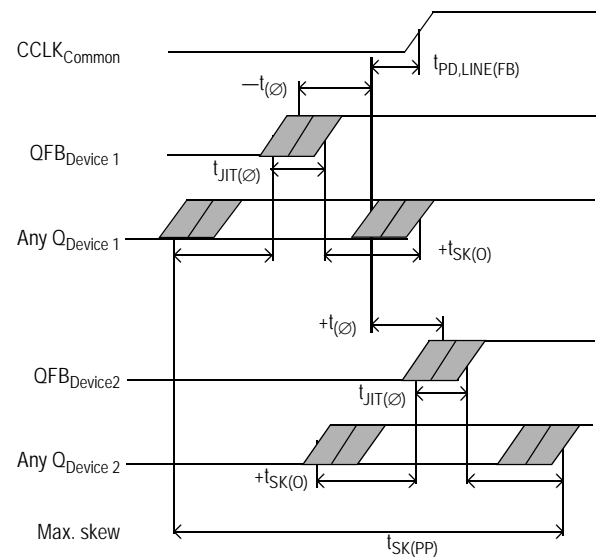 CCLKCommon
tPD,LINE(FB)
—t(∅)
QFBDevice 1
tJIT(∅)
Any QDevice 1
+tSK(O)
+t(∅)
QFBDevice2
tJIT(∅)
Any QDevice 2
+tSK(O)
Max. skew
tSK(PP)